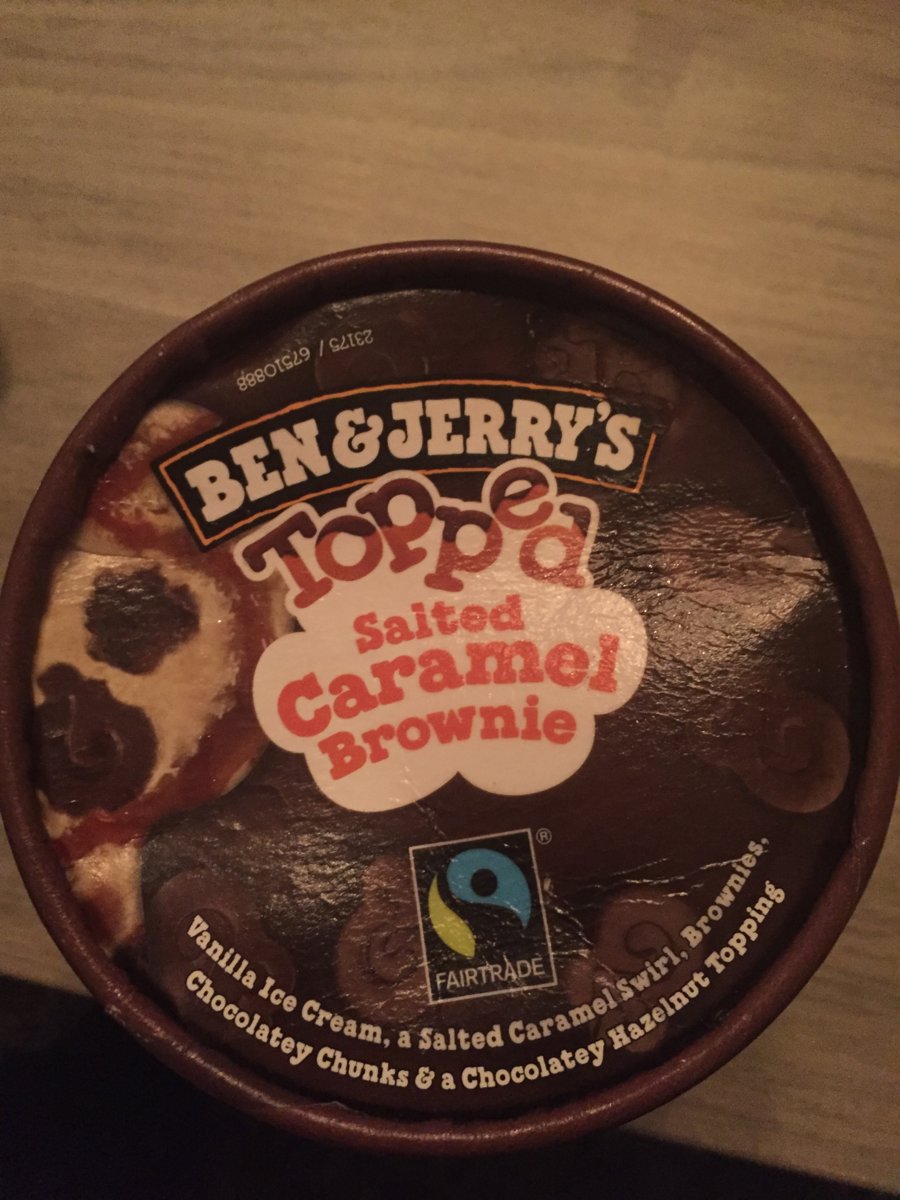 23175 / 67510888
BEN & JERRY'S
Topped
Salted
Caramel
Brownie
®
FAIRTRADE
Vanilla Ice Cream, a Salted Caramel Swirl, Brownies,
Chocolatey Chunks & a Chocolatey Hazelnut Topping